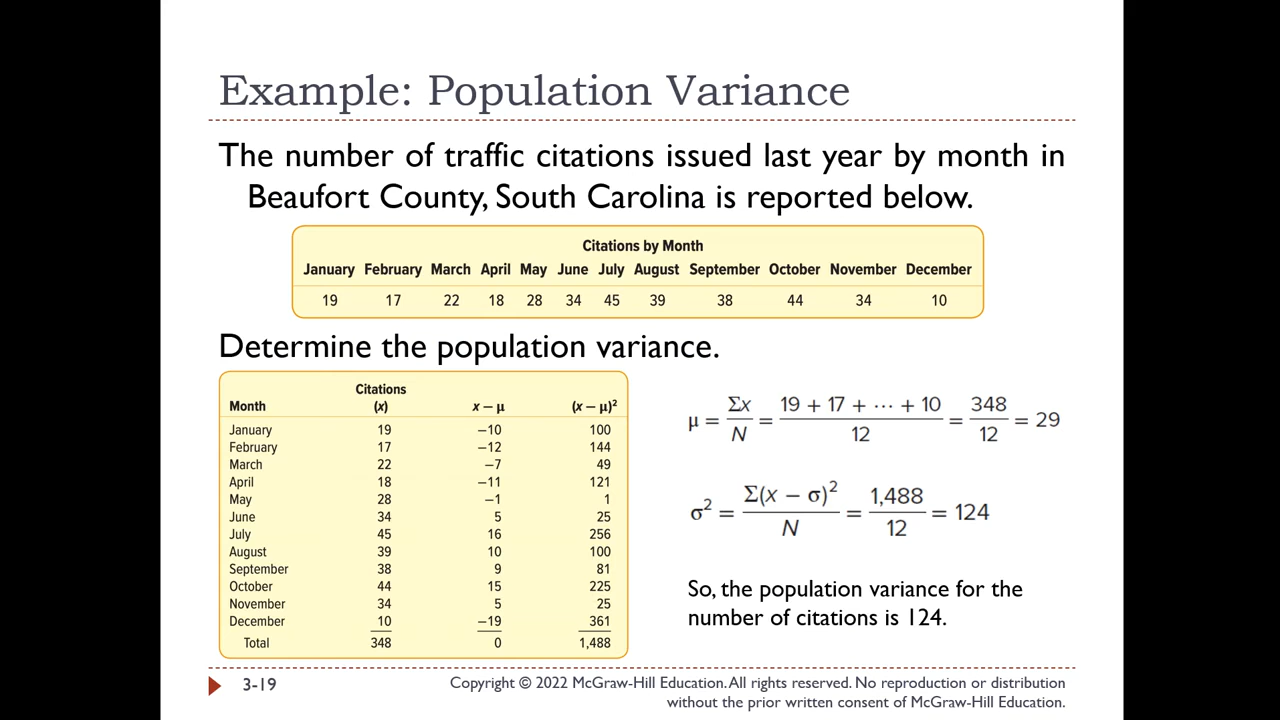 Example: Population Variance
The number of traffic citations issued last year by month in
Beaufort County, South Carolina is reported below.
Citations by Month
January February March April May June July August September October November December
19 17 22 18 28 34 45 39 38 44 34 10
Determine the population variance.
Citations
Month (x) x – μ (x – μ)²
January 19 –10 100
February 17 –12 144
March 22 –7 49
April 18 –11 121
May 28 –1 1
June 34 5 25
July 45 16 256
August 39 10 100
September 38 9 81
October 44 15 225
November 34 5 25
December 10 –19 361
Total 348 0 1,488
μ = Σx / N = 19 + 17 + ⋯ + 10 / 12 = 348 / 12 = 29
σ² = Σ(x – σ)² / N = 1,488 / 12 = 124
So, the population variance for the
number of citations is 124.
3-19
Copyright © 2022 McGraw-Hill Education. All rights reserved. No reproduction or distribution
without the prior written consent of McGraw-Hill Education.